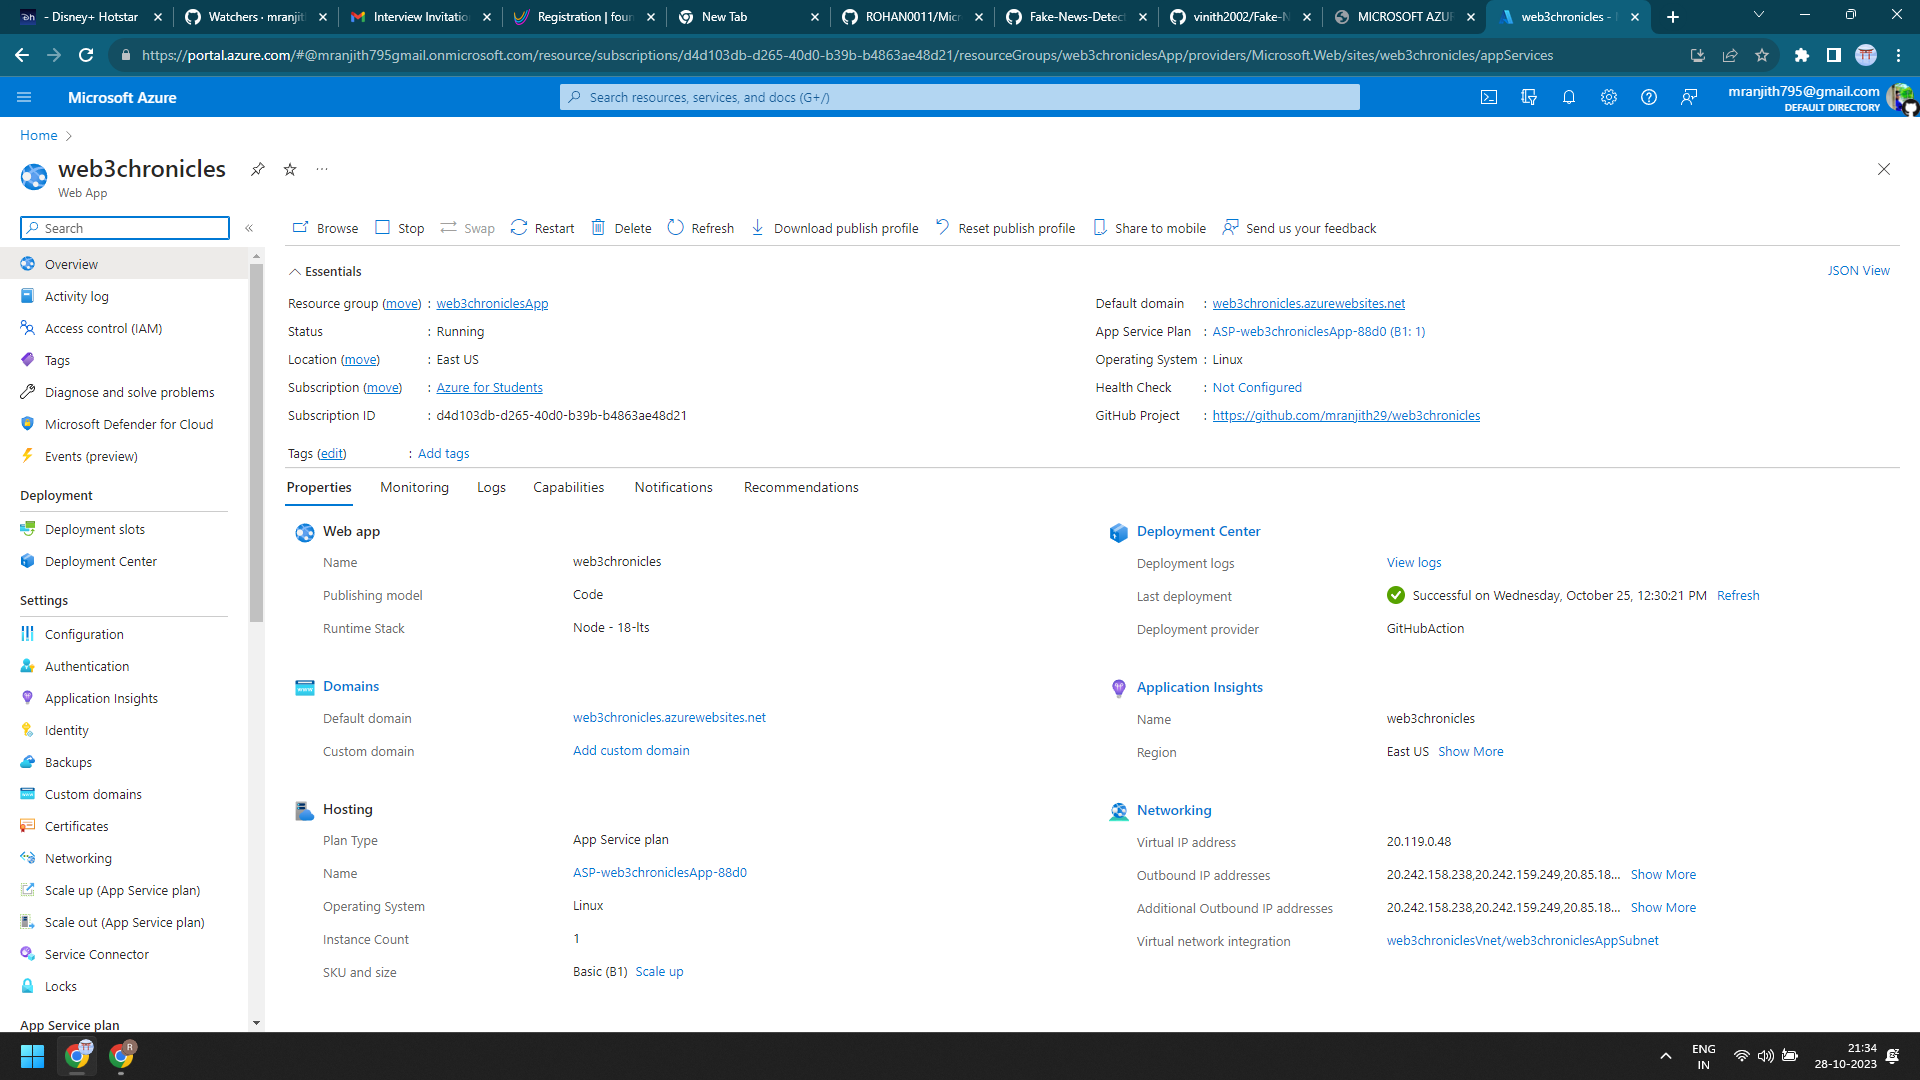 - Disney+ Hotstar
Watchers · mranjit
Interview Invitatio
Registration | foun
New Tab
ROHAN0011/Micr
Fake-News-Detec
vinith2002/Fake-N
MICROSOFT AZUR
web3chronicles -
https://portal.azure.com/#@mranjith795gmail.onmicrosoft.com/resource/subscriptions/d4d103db-d265-40d0-b39b-b4863ae48d21/resourceGroups/web3chroniclesApp/providers/Microsoft.Web/sites/web3chronicles/appServices
Microsoft Azure
Search resources, services, and docs (G+/)
mranjith795@gmail.com
DEFAULT DIRECTORY
Home
web3chronicles
Web App
Search
«
Browse
Stop
Swap
Restart
Delete
Refresh
Download publish profile
Reset publish profile
Share to mobile
Send us your feedback
Overview
Activity log
Access control (IAM)
Tags
Diagnose and solve problems
Microsoft Defender for Cloud
Events (preview)
Deployment
Deployment slots
Deployment Center
Settings
Configuration
Authentication
Application Insights
Identity
Backups
Custom domains
Certificates
Networking
Scale up (App Service plan)
Scale out (App Service plan)
Service Connector
Locks
App Service plan
Essentials
JSON View
Resource group (move) : web3chroniclesApp
Status : Running
Location (move) : East US
Subscription (move) : Azure for Students
Subscription ID : d4d103db-d265-40d0-b39b-b4863ae48d21
Default domain : web3chronicles.azurewebsites.net
App Service Plan : ASP-web3chroniclesApp-88d0 (B1: 1)
Operating System : Linux
Health Check : Not Configured
GitHub Project : https://github.com/mranjith29/web3chronicles
Tags (edit) : Add tags
Properties
Monitoring
Logs
Capabilities
Notifications
Recommendations
Web app
Name web3chronicles
Publishing model Code
Runtime Stack Node - 18-lts
Domains
Default domain web3chronicles.azurewebsites.net
Custom domain Add custom domain
Hosting
Plan Type App Service plan
Name ASP-web3chroniclesApp-88d0
Operating System Linux
Instance Count 1
SKU and size Basic (B1) Scale up
Deployment Center
Deployment logs View logs
Last deployment Successful on Wednesday, October 25, 12:30:21 PM Refresh
Deployment provider GitHubAction
Application Insights
Name web3chronicles
Region East US Show More
Networking
Virtual IP address 20.119.0.48
Outbound IP addresses 20.242.158.238,20.242.159.249,20.85.18... Show More
Additional Outbound IP addresses 20.242.158.238,20.242.159.249,20.85.18... Show More
Virtual network integration web3chroniclesVnet/web3chroniclesAppSubnet
R
ENG
IN
21:34
28-10-2023